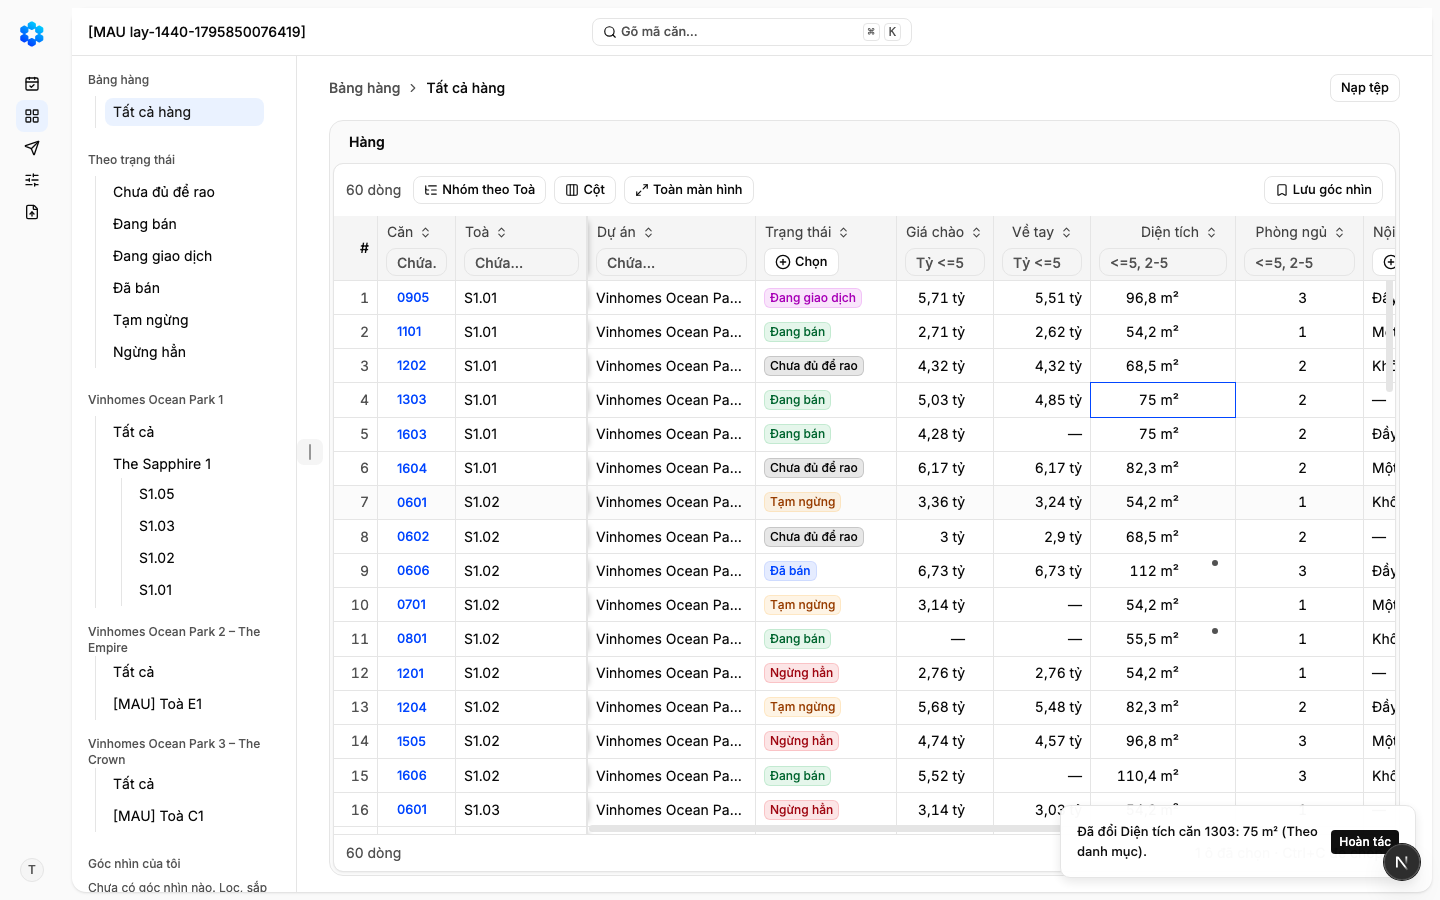 [MAU lay-1440-1795850076419]
Gõ mã căn...
⌘ K
Bảng hàng
Tất cả hàng
Theo trạng thái
Chưa đủ để rao
Đang bán
Đang giao dịch
Đã bán
Tạm ngừng
Ngừng hẳn
Vinhomes Ocean Park 1
Tất cả
The Sapphire 1
S1.05
S1.03
S1.02
S1.01
Vinhomes Ocean Park 2 – The
Empire
Tất cả
[MAU] Toà E1
Vinhomes Ocean Park 3 – The
Crown
Tất cả
[MAU] Toà C1
Góc nhìn của tôi
Chưa có góc nhìn nào. Lọc, sắp
T
Bảng hàng > Tất cả hàng
Nạp tệp
Hàng
60 dòng Nhóm theo Toà Cột Toàn màn hình Lưu góc nhìn
# Căn Toà Dự án Trạng thái Giá chào Về tay Diện tích Phòng ngủ Nội
Chứa. Chứa... Chứa... Chọn Tỷ <=5 Tỷ <=5 <=5, 2-5 <=5, 2-5
1 0905 S1.01 Vinhomes Ocean Pa... Đang giao dịch 5,71 tỷ 5,51 tỷ 96,8 m² 3 Đầy
2 1101 S1.01 Vinhomes Ocean Pa... Đang bán 2,71 tỷ 2,62 tỷ 54,2 m² 1 Một
3 1202 S1.01 Vinhomes Ocean Pa... Chưa đủ để rao 4,32 tỷ 4,32 tỷ 68,5 m² 2 Khô
4 1303 S1.01 Vinhomes Ocean Pa... Đang bán 5,03 tỷ 4,85 tỷ 75 m² 2 —
5 1603 S1.01 Vinhomes Ocean Pa... Đang bán 4,28 tỷ — 75 m² 2 Đầy
6 1604 S1.01 Vinhomes Ocean Pa... Chưa đủ để rao 6,17 tỷ 6,17 tỷ 82,3 m² 2 Một
7 0601 S1.02 Vinhomes Ocean Pa... Tạm ngừng 3,36 tỷ 3,24 tỷ 54,2 m² 1 Khô
8 0602 S1.02 Vinhomes Ocean Pa... Chưa đủ để rao 3 tỷ 2,9 tỷ 68,5 m² 2 —
9 0606 S1.02 Vinhomes Ocean Pa... Đã bán 6,73 tỷ 6,73 tỷ 112 m² 3 Đầy
10 0701 S1.02 Vinhomes Ocean Pa... Tạm ngừng 3,14 tỷ — 54,2 m² 1 Một
11 0801 S1.02 Vinhomes Ocean Pa... Đang bán — — 55,5 m² 1 Khô
12 1201 S1.02 Vinhomes Ocean Pa... Ngừng hẳn 2,76 tỷ 2,76 tỷ 54,2 m² 1 —
13 1204 S1.02 Vinhomes Ocean Pa... Tạm ngừng 5,68 tỷ 5,48 tỷ 82,3 m² 2 Đầy
14 1505 S1.02 Vinhomes Ocean Pa... Ngừng hẳn 4,74 tỷ 4,57 tỷ 96,8 m² 3 Một
15 1606 S1.02 Vinhomes Ocean Pa... Đang bán 5,52 tỷ — 110,4 m² 3 Khô
16 0601 S1.03 Vinhomes Ocean Pa... Ngừng hẳn 3,14 tỷ 3,03
60 dòng
Đã đổi Diện tích căn 1303: 75 m² (Theo
danh mục).
Hoàn tác
N